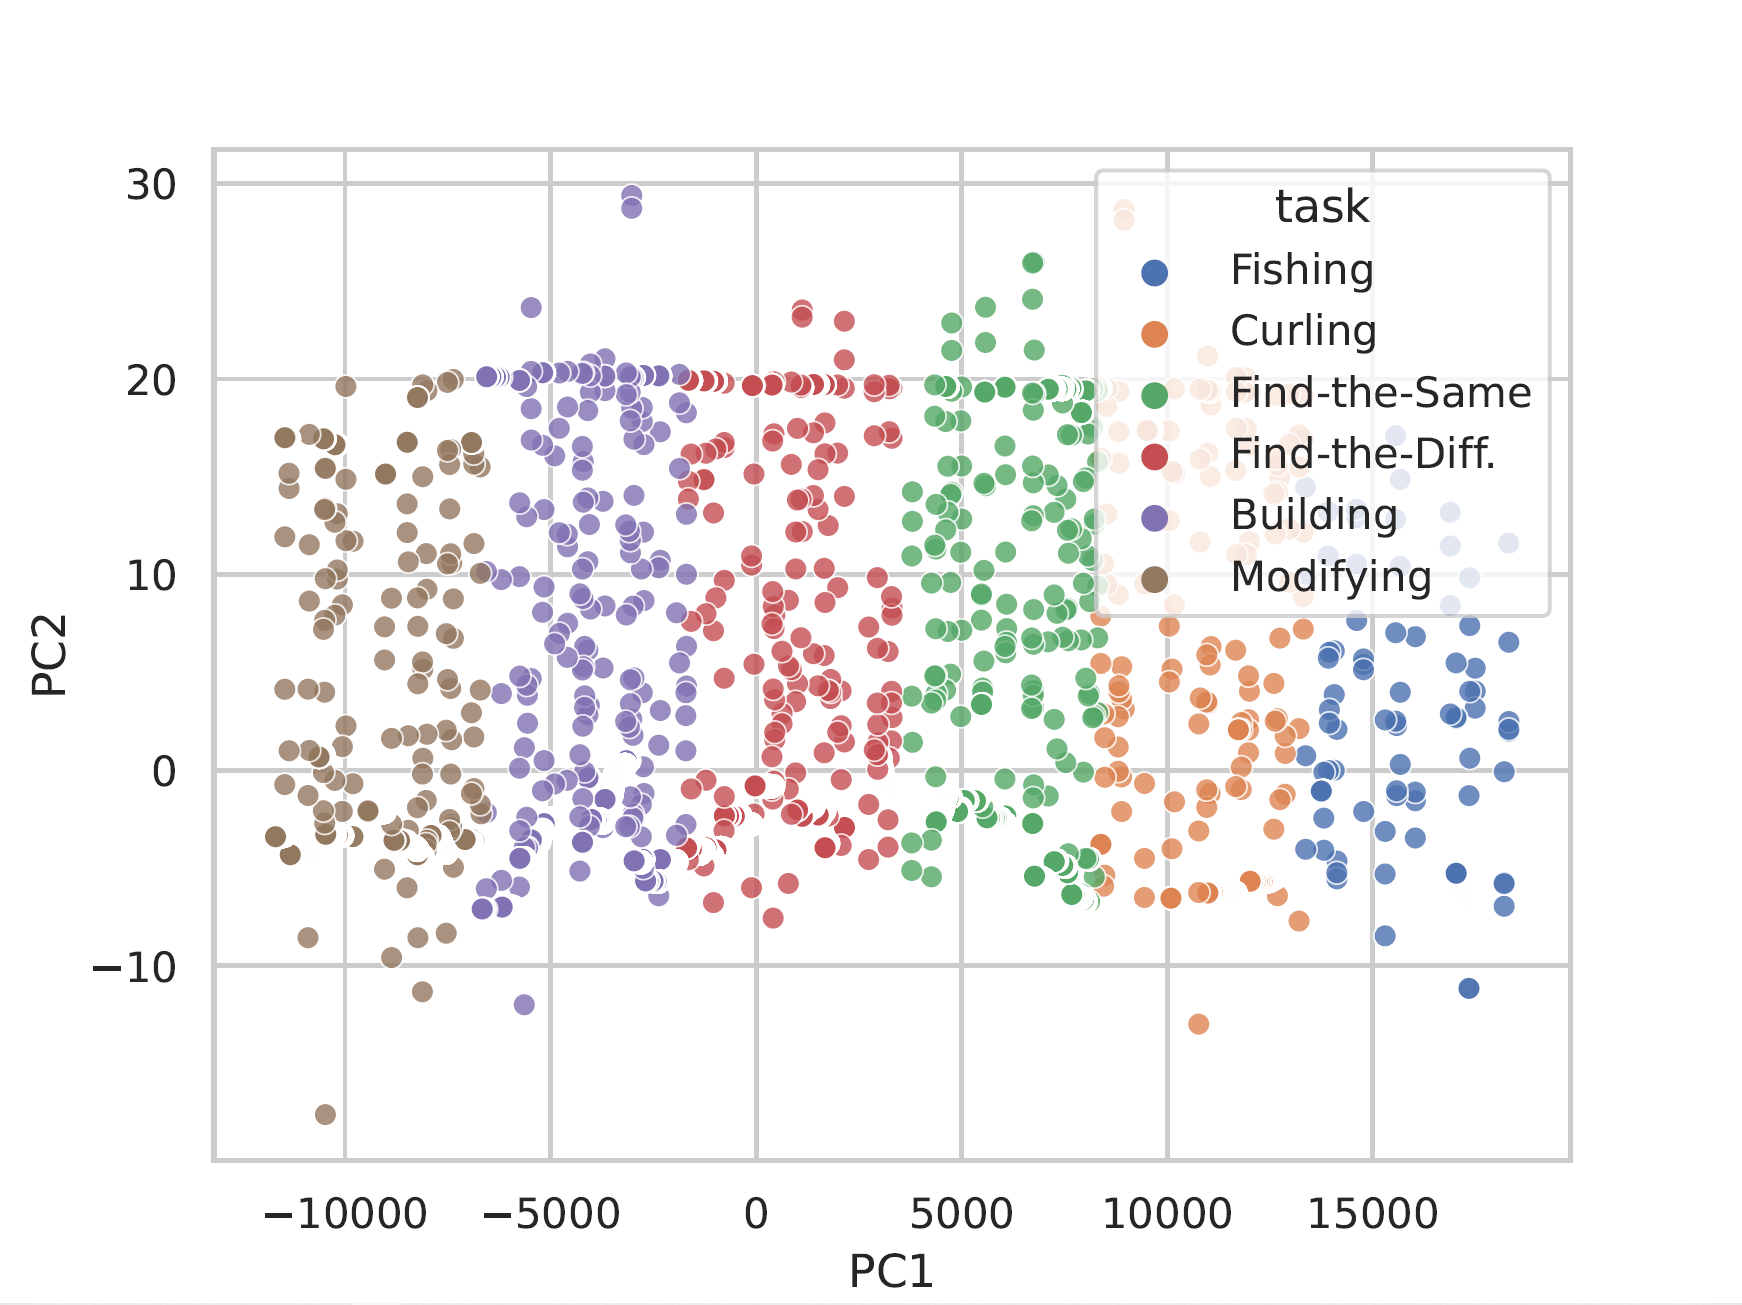 30
20
10
0
−10
PC2
task
Fishing
Curling
Find-the-Same
Find-the-Diff.
Building
Modifying
−10000 −5000 0 5000 10000 15000
PC1